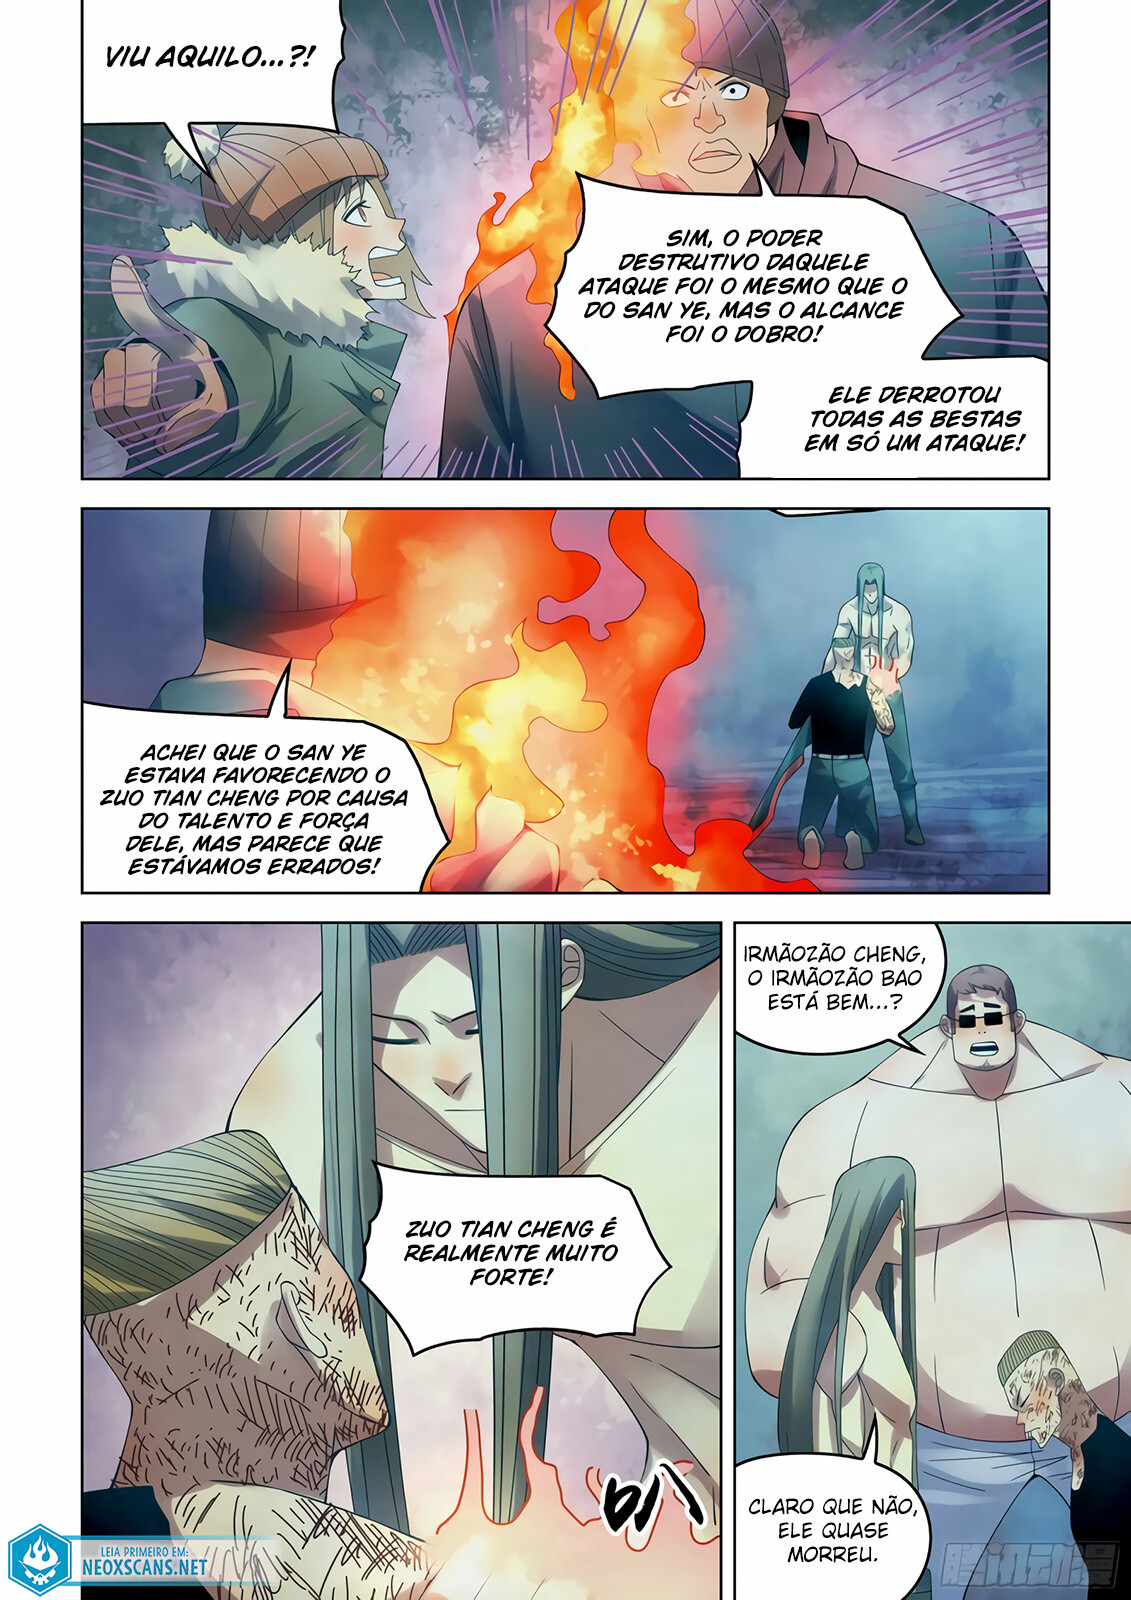 VIU AQUILO...?!
SIM, O PODER
DESTRUTIVO DAQUELE
ATAQUE FOI O MESMO QUE O
DO SAN YE, MAS O ALCANCE
FOI O DOBRO!
ELE DERROTOU
TODAS AS BESTAS
EM SÓ UM ATAQUE!
ACHEI QUE O SAN YE
ESTAVA FAVORECENDO O
ZUO TIAN CHENG POR CAUSA
DO TALENTO E FORÇA
DELE, MAS PARECE QUE
ESTÁVAMOS ERRADOS!
ZUO TIAN CHENG É
REALMENTE MUITO
FORTE!
IRMÃOZÃO CHENG,
O IRMÃOZÃO BAO
ESTÁ BEM...?
CLARO QUE NÃO,
ELE QUASE
MORREU.
LEIA PRIMEIRO EM:
NEOXSCANS.NET